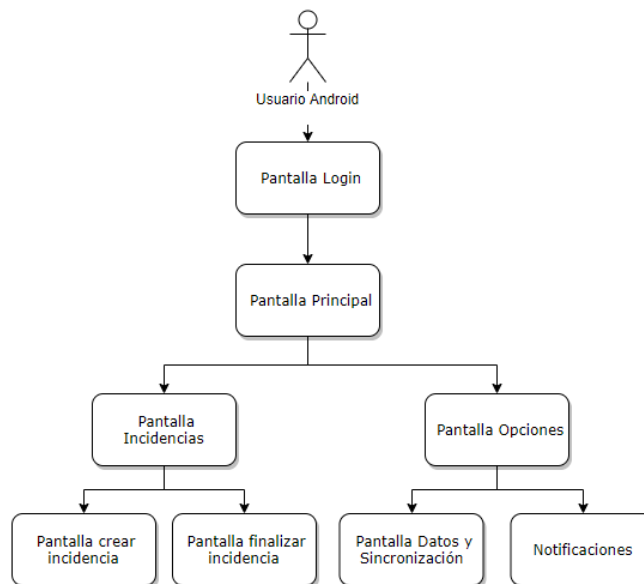 Usuario Android
Pantalla Login
Pantalla Principal
Pantalla
Incidencias
Pantalla Opciones
Pantalla crear
incidencia
Pantalla finalizar
incidencia
Pantalla Datos y
Sincronización
Notificaciones